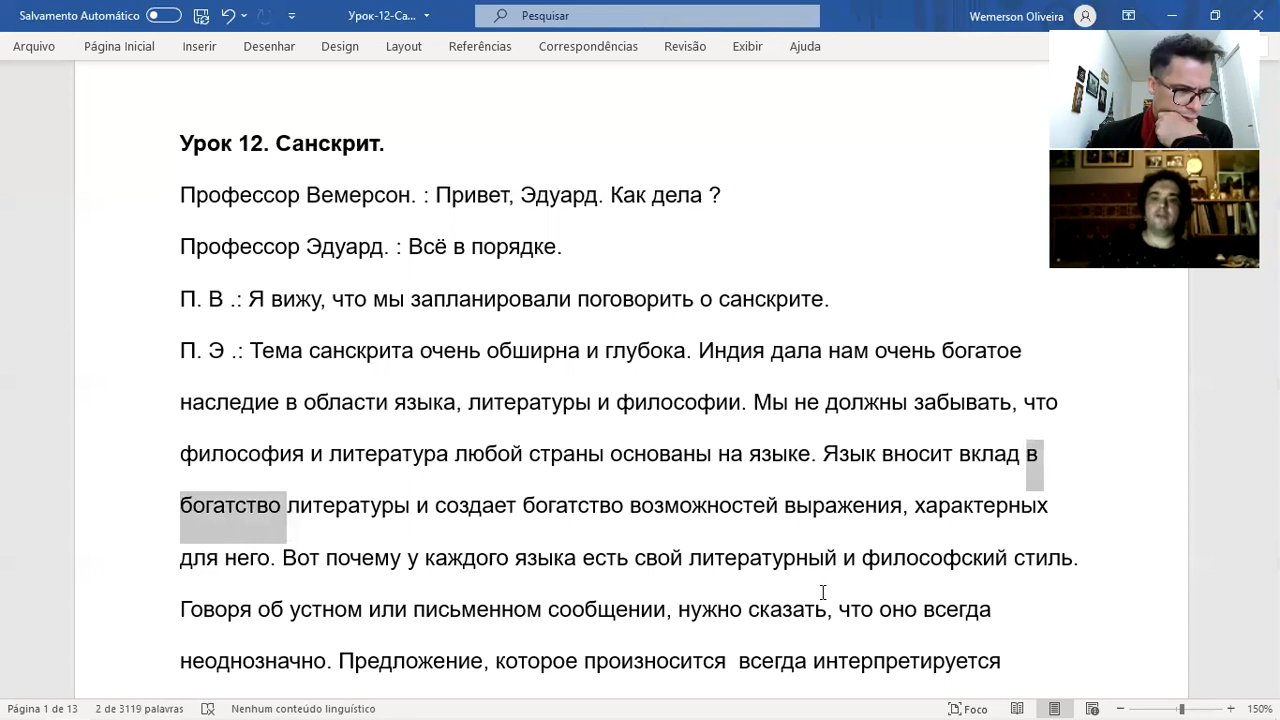 Salvamento Automático
Урок-12-Са...
Pesquisar
Wemerson Oliveira
Arquivo Página Inicial Inserir Desenhar Design Layout Referências Correspondências Revisão Exibir Ajuda
Урок 12. Санскрит.
Профессор Вемерсон. : Привет, Эдуард. Как дела ?
Профессор Эдуард. : Всё в порядке.
П. В .: Я вижу, что мы запланировали поговорить о санскрите.
П. Э .: Тема санскрита очень обширна и глубока. Индия дала нам очень богатое
наследие в области языка, литературы и философии. Мы не должны забывать, что
философия и литература любой страны основаны на языке. Язык вносит вклад в
богатство литературы и создает богатство возможностей выражения, характерных
для него. Вот почему у каждого языка есть свой литературный и философский стиль.
Говоря об устном или письменном сообщении, нужно сказать, что оно всегда
неоднозначно. Предложение, которое произносится  всегда интерпретируется
Página 1 de 13 2 de 3119 palavras Nenhum conteúdo linguístico Foco 150%